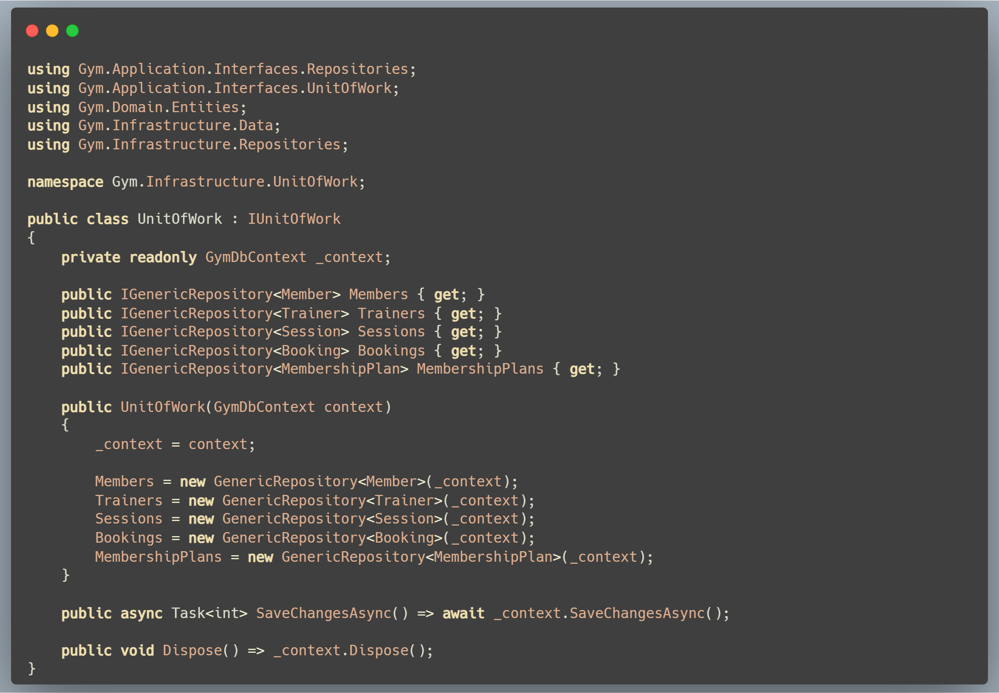 using Gym.Application.Interfaces.Repositories;
using Gym.Application.Interfaces.UnitOfWork;
using Gym.Domain.Entities;
using Gym.Infrastructure.Data;
using Gym.Infrastructure.Repositories;

namespace Gym.Infrastructure.UnitOfWork;

public class UnitOfWork : IUnitOfWork
{
    private readonly GymDbContext _context;

    public IGenericRepository<Member> Members { get; }
    public IGenericRepository<Trainer> Trainers { get; }
    public IGenericRepository<Session> Sessions { get; }
    public IGenericRepository<Booking> Bookings { get; }
    public IGenericRepository<MembershipPlan> MembershipPlans { get; }

    public UnitOfWork(GymDbContext context)
    {
        _context = context;

        Members = new GenericRepository<Member>(_context);
        Trainers = new GenericRepository<Trainer>(_context);
        Sessions = new GenericRepository<Session>(_context);
        Bookings = new GenericRepository<Booking>(_context);
        MembershipPlans = new GenericRepository<MembershipPlan>(_context);
    }

    public async Task<int> SaveChangesAsync() => await _context.SaveChangesAsync();

    public void Dispose() => _context.Dispose();
}